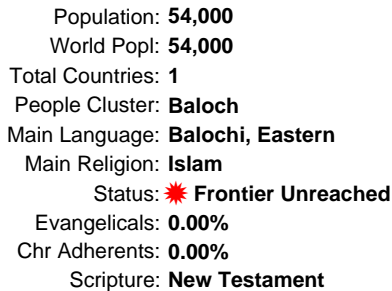 Population: 54,000
World Popl: 54,000
Total Countries: 1
People Cluster: Baloch
Main Language: Balochi, Eastern
Main Religion: Islam
Status: Frontier Unreached
Evangelicals: 0.00%
Chr Adherents: 0.00%
Scripture: New Testament